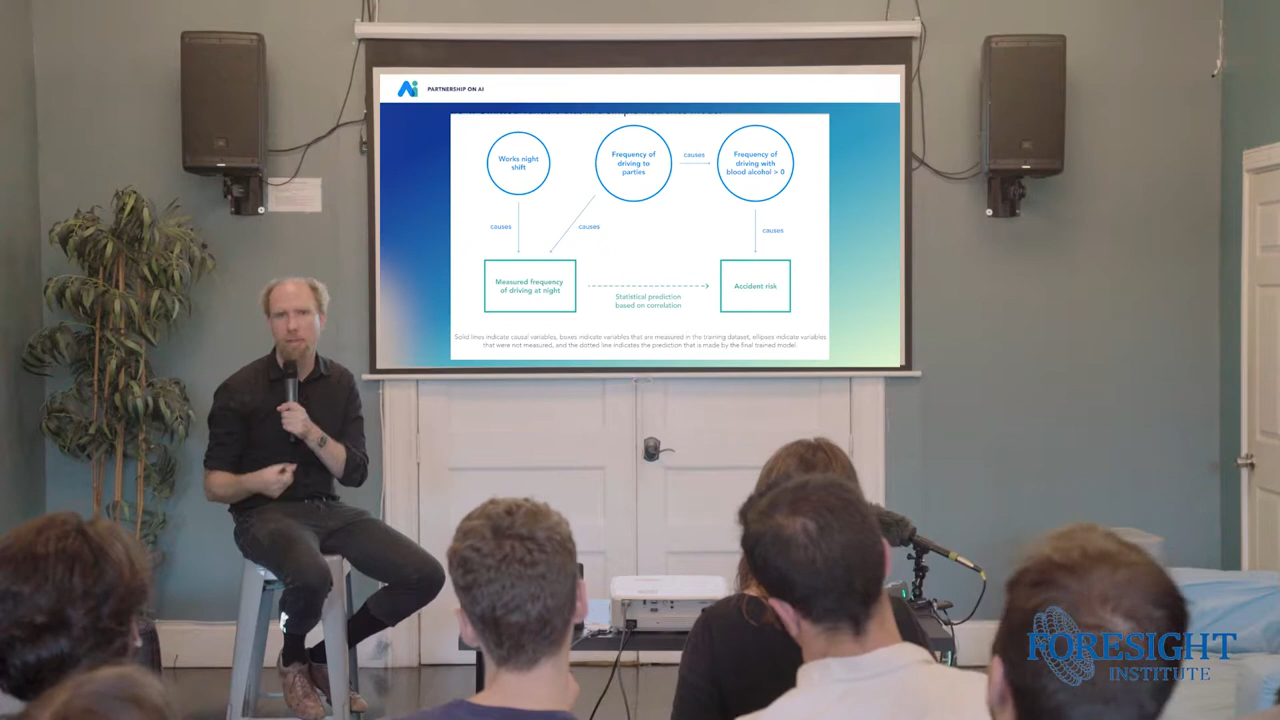 PARTNERSHIP ON AI
Works night
shift
Frequency of
driving to
parties
causes
Frequency of
driving with
blood alcohol > 0
causes
causes
causes
Measured frequency
of driving at night
Statistical prediction
based on correlation
Accident risk
Solid lines indicate causal variables, boxes indicate variables that are measured in the training dataset, ellipses indicate variables
that were not measured, and the dotted line indicates the prediction that is made by the final trained model.
FORESIGHT
INSTITUTE